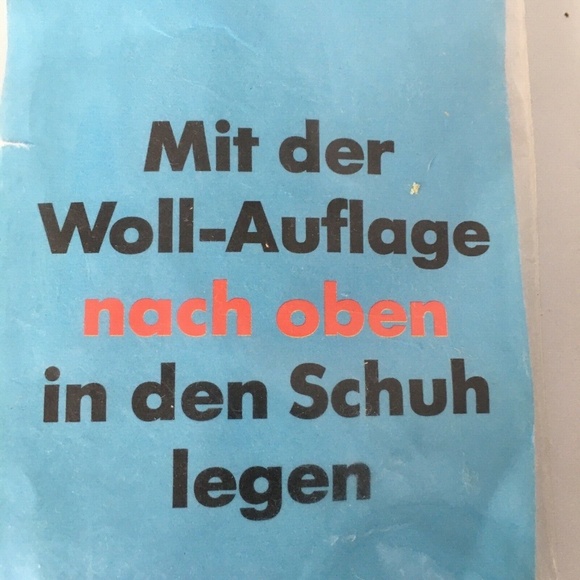 Mit der
Woll-Auflage
nach oben
in den Schuh
legen